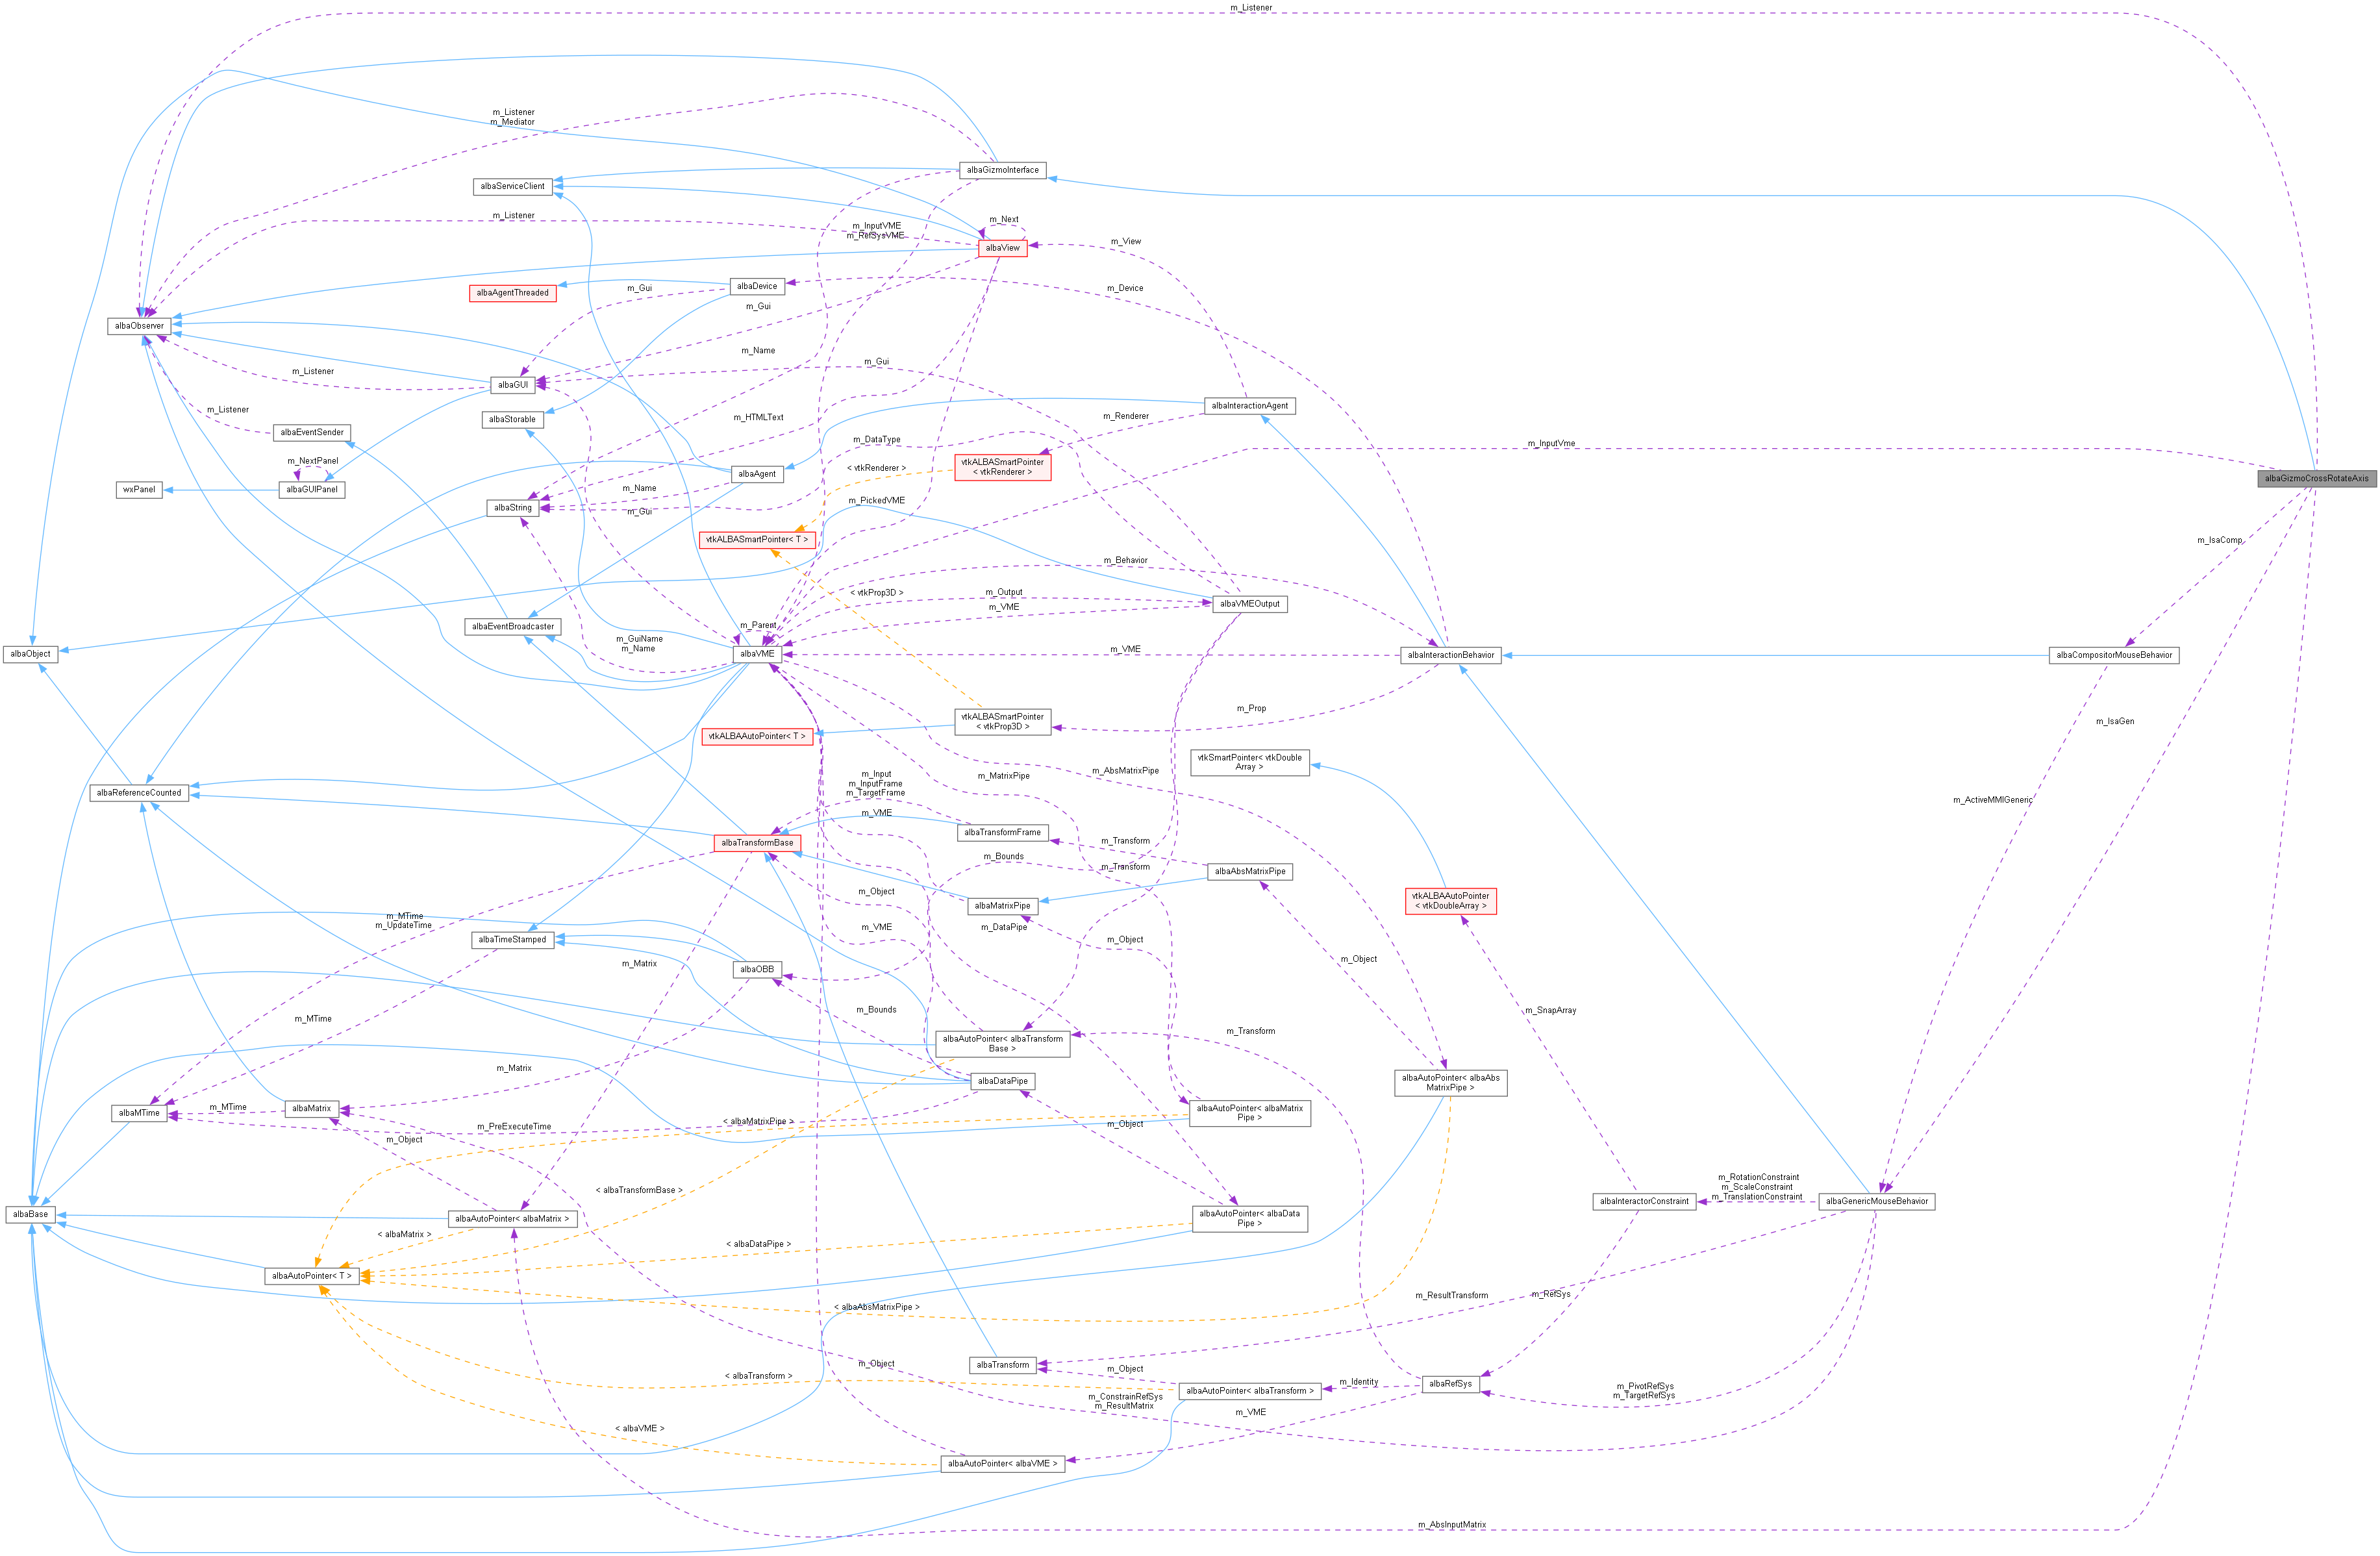 m_Listener
m_Listener
m_Mediator
albaGizmoInterface
albaServiceClient
m_Listener
m_Next
m_InputVME
m_RefSysVME
m_View
albaView
albaAgentThreaded
albaDevice
m_Gui
m_Device
m_Gui
albaObserver
m_Name
m_Gui
m_Listener
albaGUI
albaInteractionAgent
m_Listener
albaStorable
m_HTMLText
m_Renderer
albaEventSender
m_DataType
m_InputVme
m_NextPanel
albaAgent
< vtkRenderer >
vtkALBASmartPointer
< vtkRenderer >
albaGizmoCrossRotateAxis
wxPanel
albaGUIPanel
m_Name
m_PickedVME
albaString
m_Gui
vtkALBASmartPointer< T >
m_IsaComp
m_Behavior
< vtkProp3D >
m_Output
m_VME
albaVMEOutput
albaEventBroadcaster
m_Parent
m_GuiName
m_Name
albaObject
albaVME
m_VME
albaInteractionBehavior
albaCompositorMouseBehavior
m_Prop
vtkALBASmartPointer
< vtkProp3D >
m_IsaGen
vtkALBAAutoPointer< T >
vtkSmartPointer< vtkDouble
Array >
m_Input
m_InputFrame
m_TargetFrame
m_MatrixPipe
m_AbsMatrixPipe
albaReferenceCounted
m_ActiveMMIGeneric
m_VME
albaTransformBase
albaTransformFrame
m_Transform
m_Bounds
m_Transform
albaAbsMatrixPipe
m_Object
vtkALBAAutoPointer
< vtkDoubleArray >
albaMatrixPipe
m_MTime
m_UpdateTime
m_VME
m_DataPipe
albaTimeStamped
m_Object
m_Matrix
albaOBB
m_Object
m_Bounds
m_SnapArray
m_MTime
m_Transform
albaAutoPointer< albaTransform
Base >
m_Matrix
albaDataPipe
albaAutoPointer< albaAbs
MatrixPipe >
albaMTime
m_MTime
albaMatrix
albaAutoPointer< albaMatrix
Pipe >
m_PreExecuteTime
< albaMatrixPipe >
m_Object
m_Object
m_RotationConstraint
m_ScaleConstraint
m_TranslationConstraint
< albaTransformBase >
albaInteractorConstraint
albaGenericMouseBehavior
albaBase
albaAutoPointer< albaMatrix >
albaAutoPointer< albaData
Pipe >
< albaMatrix >
< albaDataPipe >
albaAutoPointer< T >
m_ResultTransform
m_RefSys
< albaAbsMatrixPipe >
m_Object
albaTransform
m_Object
< albaTransform >
albaAutoPointer< albaTransform >
m_Identity
albaRefSys
m_PivotRefSys
m_TargetRefSys
m_ConstrainRefSys
m_ResultMatrix
m_VME
< albaVME >
albaAutoPointer< albaVME >
m_AbsInputMatrix